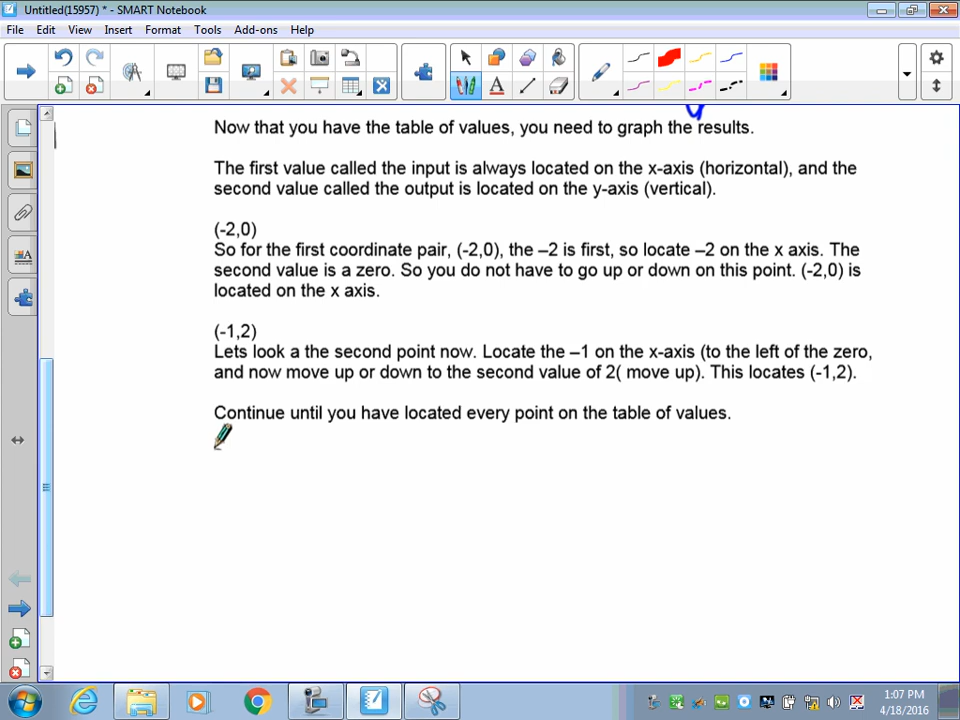 Untitled(15957) * - SMART Notebook
File Edit View Insert Format Tools Add-ons Help
Now that you have the table of values, you need to graph the results.
The first value called the input is always located on the x-axis (horizontal), and the
second value called the output is located on the y-axis (vertical).
(-2,0)
So for the first coordinate pair, (-2,0), the –2 is first, so locate –2 on the x axis. The
second value is a zero. So you do not have to go up or down on this point. (-2,0) is
located on the x axis.
(-1,2)
Lets look a the second point now. Locate the –1 on the x-axis (to the left of the zero,
and now move up or down to the second value of 2( move up). This locates (-1,2).
Continue until you have located every point on the table of values.
1:07 PM
4/18/2016